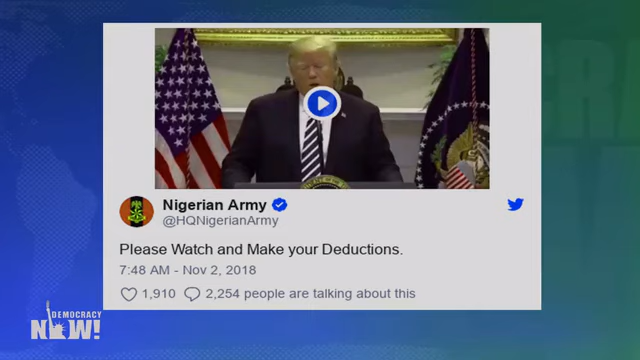 Nigerian Army
@HQNigerianArmy
Please Watch and Make your Deductions.
7:48 AM - Nov 2, 2018
1,910 2,254 people are talking about this
DEMOCRACY
NOW!